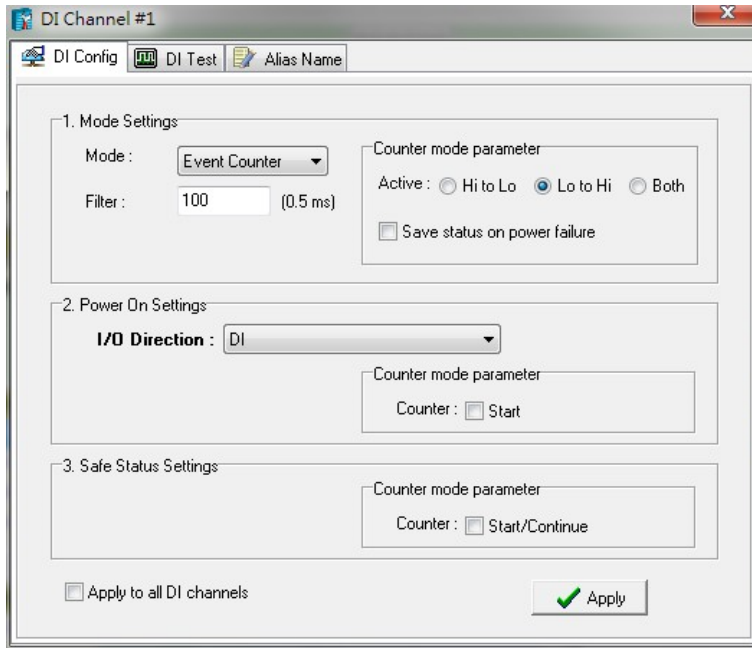 DI Channel #1
DI Config DI Test Alias Name
1. Mode Settings
Mode : Event Counter
Filter : 100 (0.5 ms)
Counter mode parameter
Active : Hi to Lo Lo to Hi Both
Save status on power failure
2. Power On Settings
I/O Direction : DI
Counter mode parameter
Counter : Start
3. Safe Status Settings
Counter mode parameter
Counter : Start/Continue
Apply to all DI channels
Apply